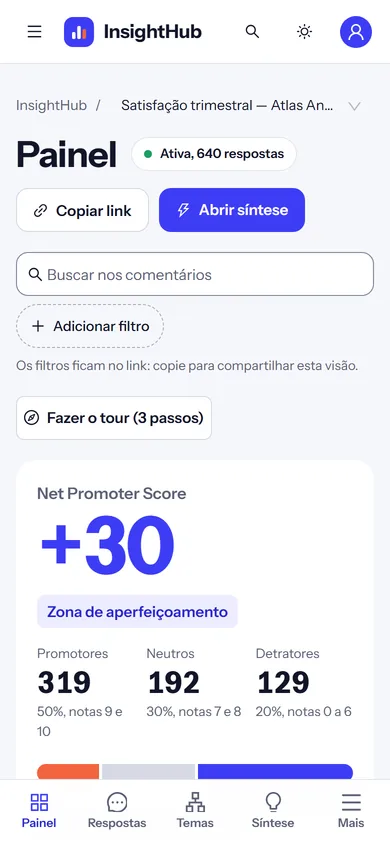 InsightHub
InsightHub / Satisfação trimestral — Atlas An...
Painel
Ativa, 640 respostas
Copiar link
Abrir síntese
Buscar nos comentários
Adicionar filtro
Os filtros ficam no link: copie para compartilhar esta visão.
Fazer o tour (3 passos)
Net Promoter Score
+30
Zona de aperfeiçoamento
Promotores
319
50%, notas 9 e
10
Neutros
192
30%, notas 7 e 8
Detratores
129
20%, notas 0 a 6
Painel
Respostas
Temas
Síntese
Mais